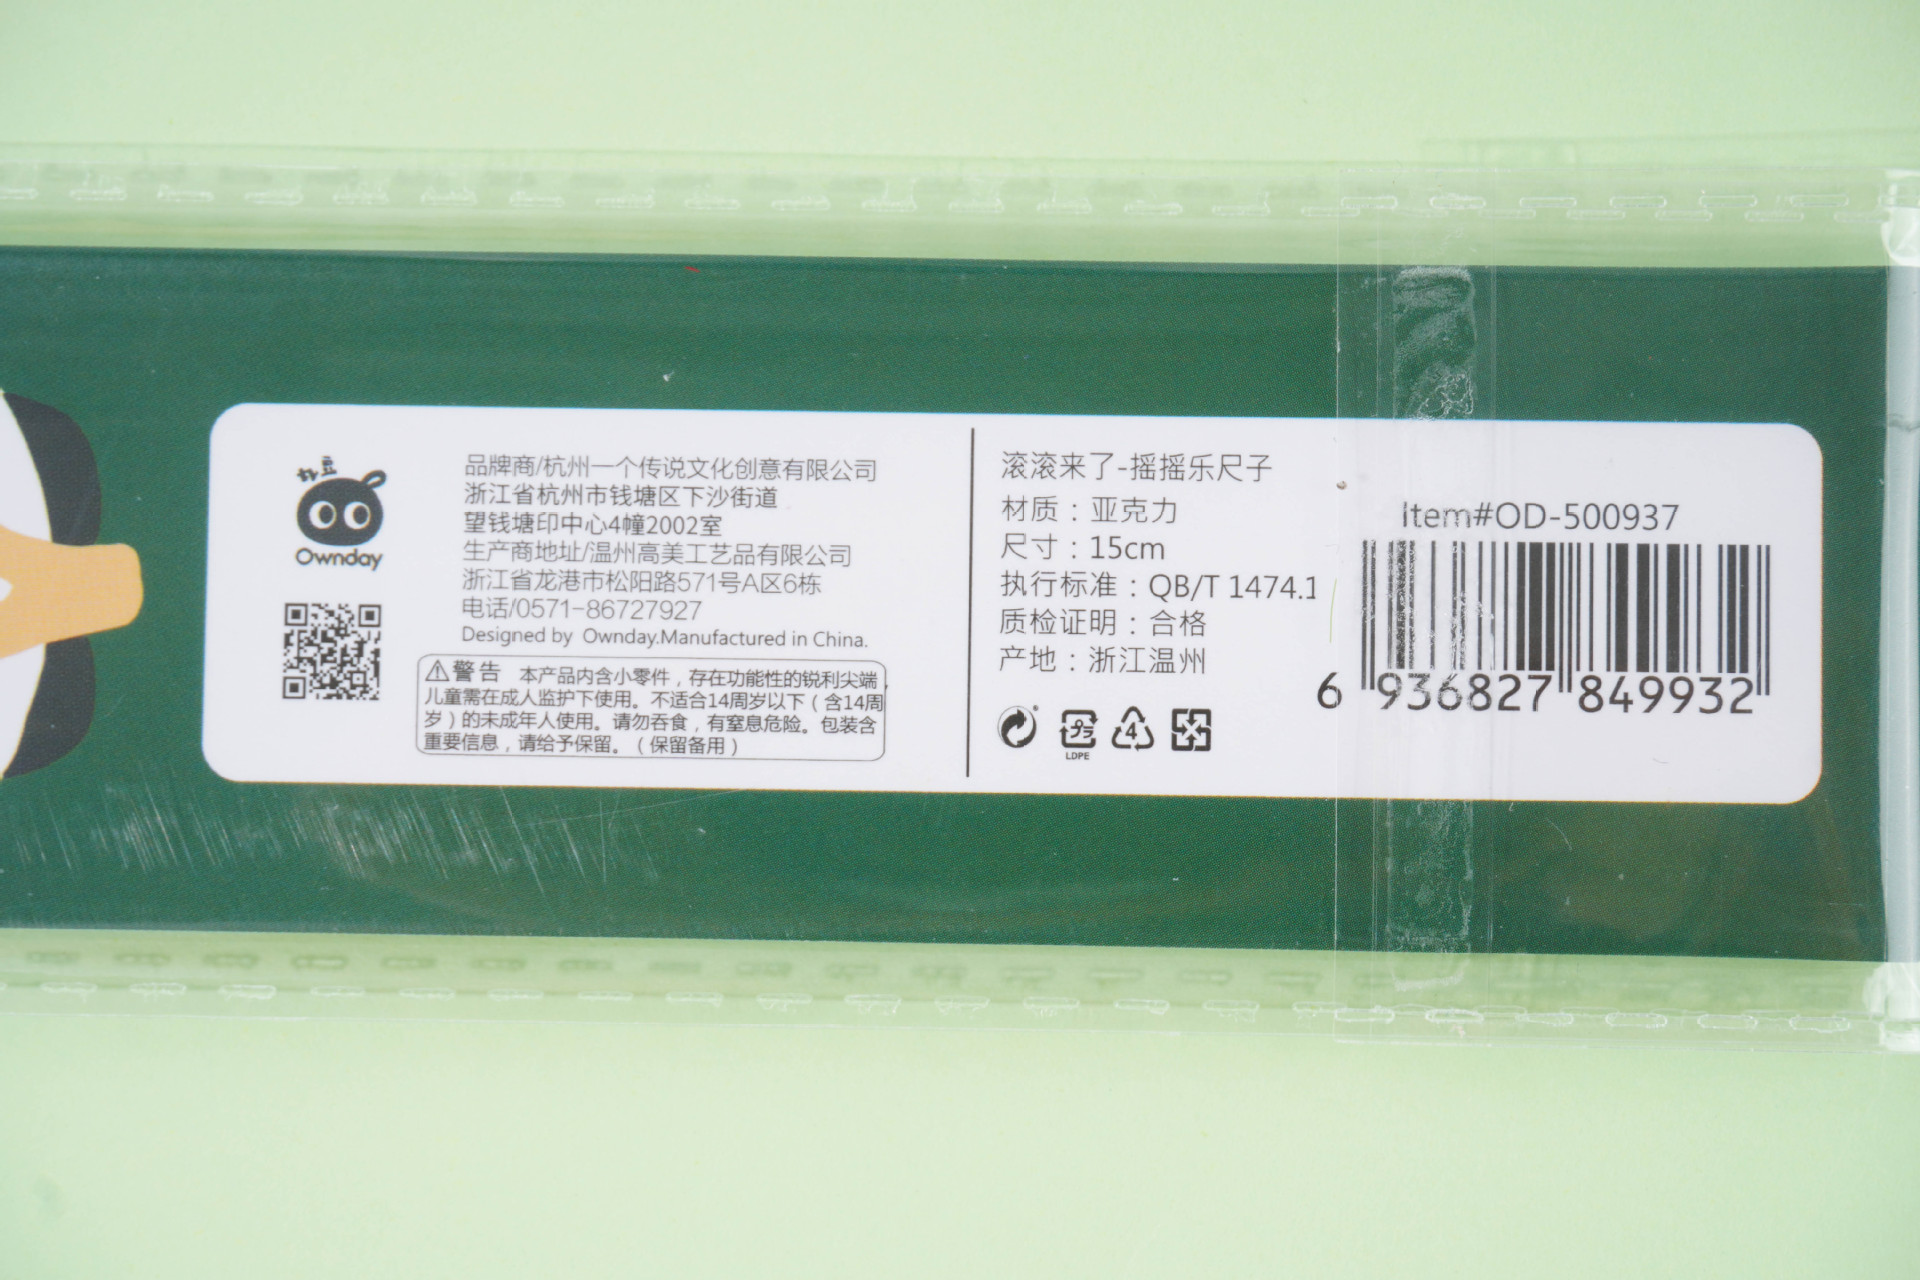 Ownday
品牌商/杭州一个传说文化创意有限公司
浙江省杭州市钱塘区下沙街道
望钱塘印中心4幢2002室
生产商地址/温州高美工艺品有限公司
浙江省龙港市松阳路571号A区6栋
电话/0571-86727927
Designed by Ownday.Manufactured in China.
警告 本产品内含小零件，存在功能性的锐利尖端，
儿童需在成人监护下使用。不适合14周岁以下（含14周
岁）的未成年人使用。请勿吞食，有窒息危险。包装含
重要信息，请给予保留。（保留备用）
滚滚来了-摇摇乐尺子
材质：亚克力
尺寸：15cm
执行标准：QB/T 1474.1
质检证明：合格
产地：浙江温州
プラ
LDPE
4
Item#OD-500937
6 936827 849932